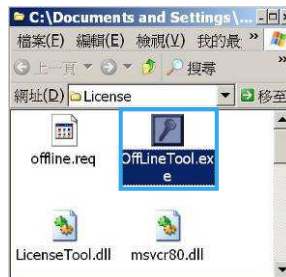 C:\Documents and Settings\...
檔案(F) 編輯(E) 檢視(V) 我的最 »
上一頁 搜尋 »
網址(D) License 移至
offline.req
OffLineTool.exe
LicenseTool.dll
msvcr80.dll